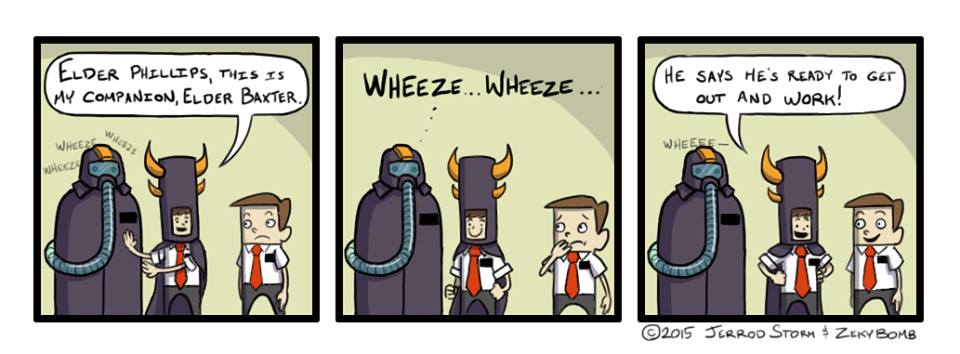 ELDER PHILLIPS, THIS IS
MY COMPANION, ELDER BAXTER.
WHEEZE
WHEEZE
WHEEZE
WHEEZE... WHEEZE...
HE SAYS HE'S READY TO GET
OUT AND WORK!
WHEEEE-
©2015 JERROD STORM & ZEKYBOMB